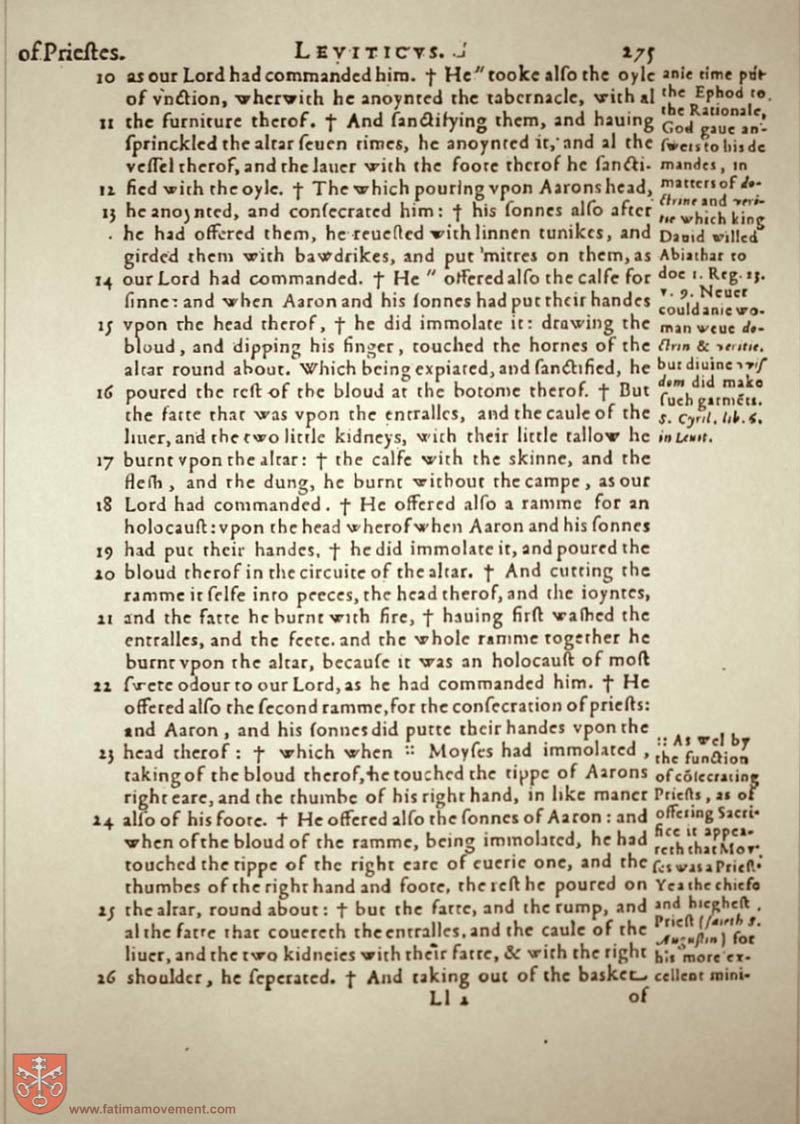 of Prieſtes.
LEVITICVS.
275
10 as our Lord had commanded him. † He " tooke alſo the oyle
of vnction, wherwith he anoynted the tabernacle, with al
11 the furniture therof. † And ſanctifying them, and hauing
ſprinckled the altar ſeuen times, he anoynted it, and al the
veſſel therof, and the lauer with the foote therof he ſancti-
12 fied with the oyle. † The which pouring vpon Aarons head,
13 he anoynted, and conſecrated him: † his ſonnes alſo after
he had offered them, he reueſted with linnen tunikes, and
girded them with bawdrikes, and put mitres on them, as
14 our Lord had commanded. † He " offered alſo the calfe for
ſinne: and when Aaron and his ſonnes had put their handes
15 vpon the head therof, † he did immolate it: drawing the
bloud, and dipping his finger, touched the hornes of the
altar round about. Which being expiated, and ſanctified, he
16 poured the reſt of the bloud at the botome therof. † But
the fatte that was vpon the entralles, and the caule of the
liuer, and the two little kidneys, with their little tallow he
17 burnt vpon the altar: † the calfe with the skinne, and the
fleſh, and the dung, he burnt without the campe, as our
18 Lord had commanded. † He offered alſo a ramme for an
holocauſt: vpon the head wherof when Aaron and his ſonnes
19 had put their handes, † he did immolate it, and poured the
20 bloud therof in the circuite of the altar. † And cutting the
ramme it ſelfe into peeces, the head therof, and the ioyntes,
21 and the fatte he burnt with fire, † hauing firſt waſhed the
entralles, and the feete. and the whole ramme together he
burnt vpon the altar, becauſe it was an holocauſt of moſt
22 ſwete odour to our Lord, as he had commanded him. † He
offered alſo the ſecond ramme, for the conſecration of prieſts:
and Aaron, and his ſonnes did putte their handes vpon the
23 head therof: † which when :: Moyſes had immolated,
taking of the bloud therof, he touched the tippe of Aarons
right eare, and the thumbe of his right hand, in like maner
24 alſo of his foote. † He offered alſo the ſonnes of Aaron: and
when of the bloud of the ramme, being immolated, he had
touched the tippe of the right eare of euerie one, and the
thumbes of the right hand and foote, the reſt he poured on
25 the altar, round about: † but the fatte, and the rump, and
al the fatte that couereth the entralles, and the caule of the
liuer, and the two kidneies with their fatte, & with the right
26 shoulder, he ſeperated. † And taking out of the basket
Ll 2
of
anie time put
the Ephod to
the Rationale,
God gaue an-
ſwers to his de
mandes, in
matters of do-
ctrine and veri-
tie which king
Dauid willed
Abiathar to
doe 1. Reg. 23.
v. 9. Neuer
could anie wo-
man weue do-
ctrin & veritie,
but diuine viſ
dom did make
ſuch garmēts.
S. Cyril. lib. 6.
in Leuit.
:: As wel by
the function
of cōſecrating
Prieſts, as of
offering Sacri-
fice it appea-
reth that Moy-
ſes was a Prieſt.
Yea the chiefe
and hiegheſt
Prieſt (ſaieth S.
Auguſtin) for
his more ex-
cellent mini-
www.fatimamovement.com